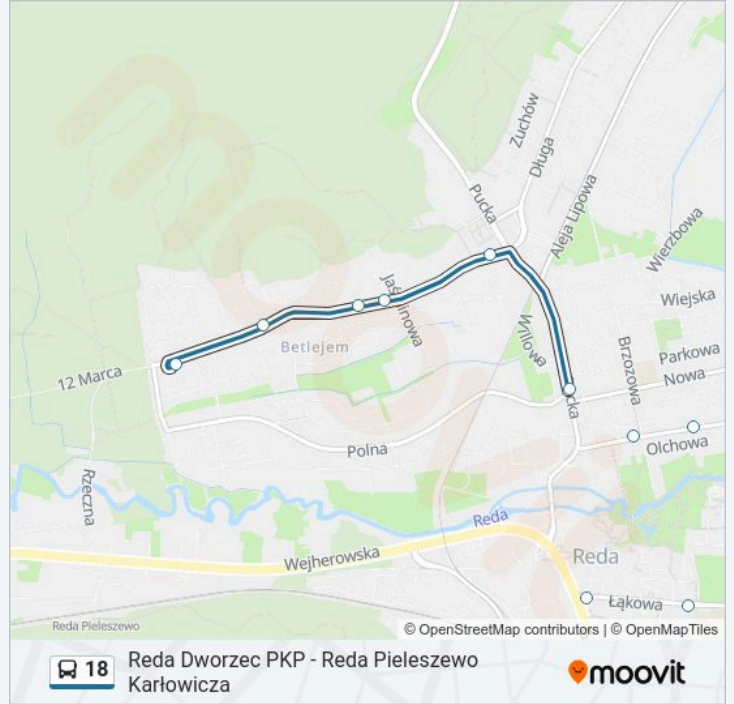 Zuchów
Długa
Pucka
Aleja Lipowa
Wierzbowa
Wiejska
Jaśminowa
Betlejem
Willowa
Parkowa
Nowa
Brzozowa
12 Marca
Polna
Olchowa
Rzeczna
Reda
Wejherowska
Reda
Łąkowa
Reda Pieleszewo
© OpenStreetMap contributors | © OpenMapTiles
18
Reda Dworzec PKP - Reda Pieleszewo
Karłowicza
moovit